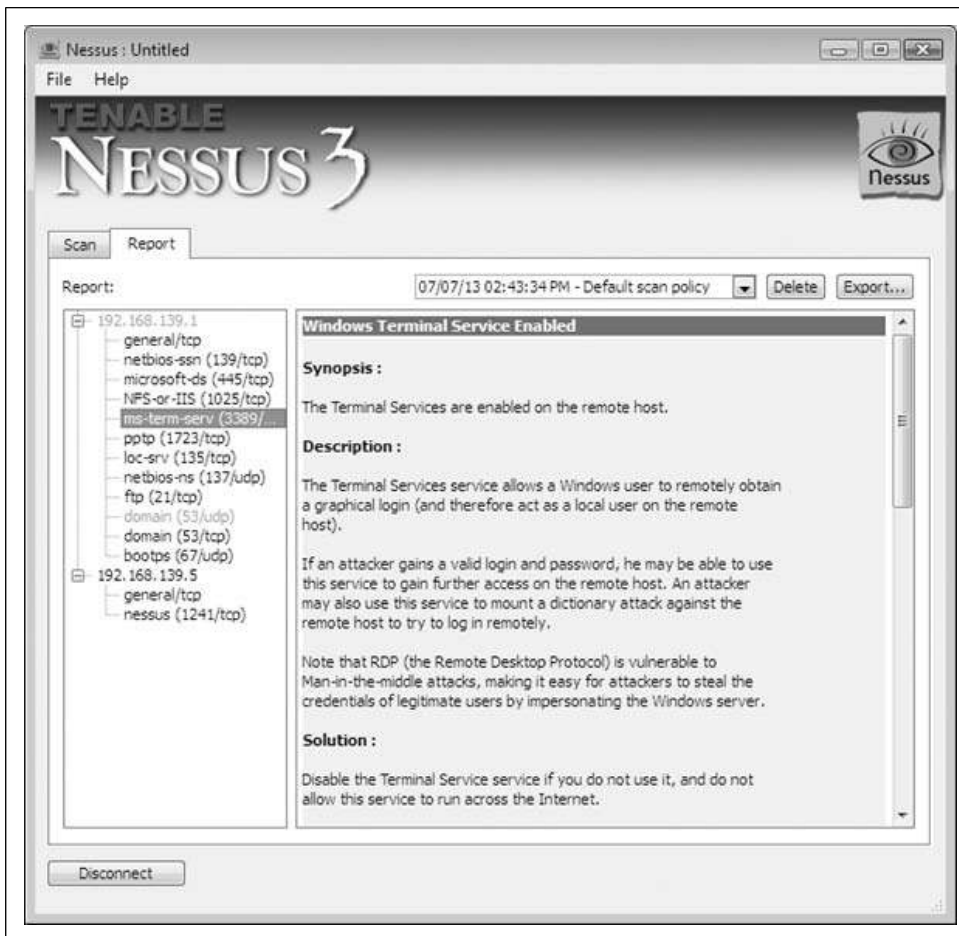 Nessus : Untitled
File Help
TENABLE
NESSUS 3
Nessus
Scan Report
Report:
07/07/13 02:43:34 PM - Default scan policy
Delete
Export...
192.168.139.1
general/tcp
netbios-ssn (139/tcp)
microsoft-ds (445/tcp)
NFS-or-IIS (1025/tcp)
ms-term-serv (3389/...
pptp (1723/tcp)
loc-srv (135/tcp)
netbios-ns (137/udp)
ftp (21/tcp)
domain (53/udp)
domain (53/tcp)
bootps (67/udp)
192.168.139.5
general/tcp
nessus (1241/tcp)
Windows Terminal Service Enabled
Synopsis :
The Terminal Services are enabled on the remote host.
Description :
The Terminal Services service allows a Windows user to remotely obtain
a graphical login (and therefore act as a local user on the remote
host).
If an attacker gains a valid login and password, he may be able to use
this service to gain further access on the remote host. An attacker
may also use this service to mount a dictionary attack against the
remote host to try to log in remotely.
Note that RDP (the Remote Desktop Protocol) is vulnerable to
Man-in-the-middle attacks, making it easy for attackers to steal the
credentials of legitimate users by impersonating the Windows server.
Solution :
Disable the Terminal Service service if you do not use it, and do not
allow this service to run across the Internet.
Disconnect